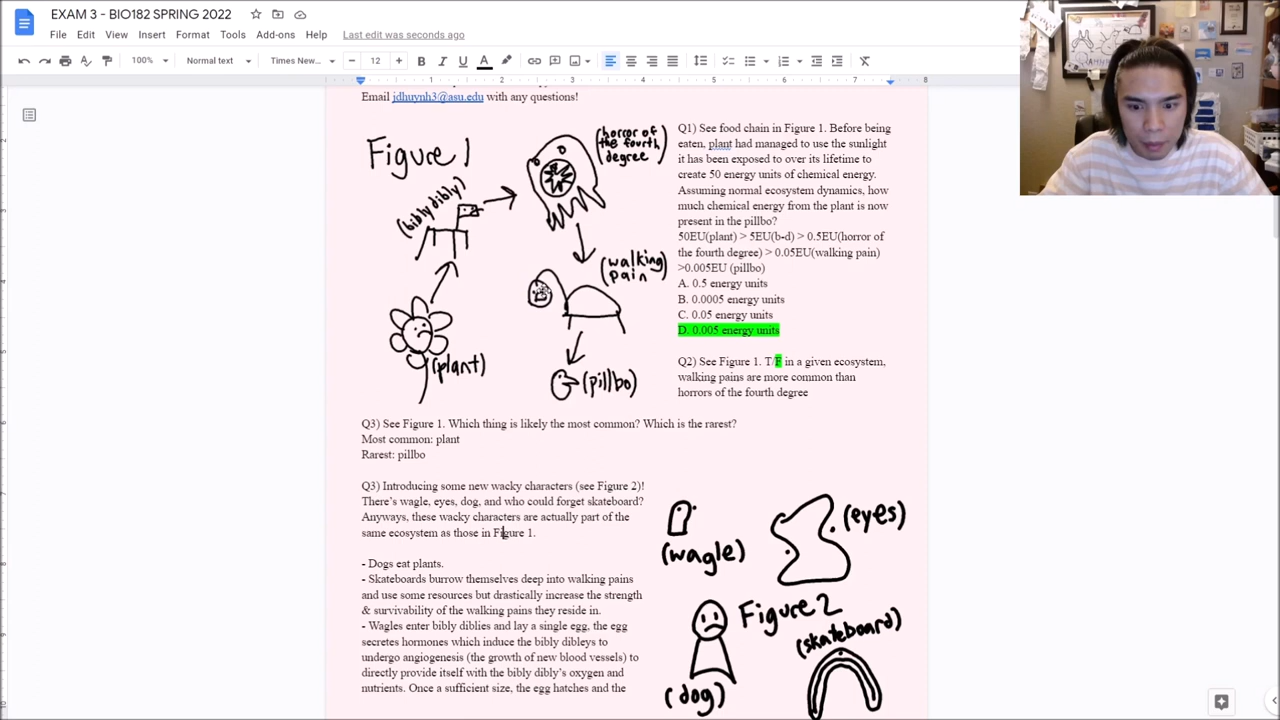 EXAM 3 - BIO182 SPRING 2022
File Edit View Insert Format Tools Add-ons Help Last edit was seconds ago
100% Normal text Times New... 12
1 2 3 4 5 6 7 8
Email jdhuynh3@asu.edu with any questions!
Figure 1
(bibly dibly)
(horror of
the fourth
degree)
(walking
pain)
(plant)
(pillbo)
Q1) See food chain in Figure 1. Before being
eaten, plant had managed to use the sunlight
it has been exposed to over its lifetime to
create 50 energy units of chemical energy.
Assuming normal ecosystem dynamics, how
much chemical energy from the plant is now
present in the pillbo?
50EU(plant) > 5EU(b-d) > 0.5EU(horror of
the fourth degree) > 0.05EU(walking pain)
>0.005EU (pillbo)
A. 0.5 energy units
B. 0.0005 energy units
C. 0.05 energy units
D. 0.005 energy units
Q2) See Figure 1. T/F in a given ecosystem,
walking pains are more common than
horrors of the fourth degree
Q3) See Figure 1. Which thing is likely the most common? Which is the rarest?
Most common: plant
Rarest: pillbo
Q3) Introducing some new wacky characters (see Figure 2)!
There's wagle, eyes, dog, and who could forget skateboard?
Anyways, these wacky characters are actually part of the
same ecosystem as those in Figure 1.
- Dogs eat plants.
- Skateboards burrow themselves deep into walking pains
and use some resources but drastically increase the strength
& survivability of the walking pains they reside in.
- Wagles enter bibly diblies and lay a single egg, the egg
secretes hormones which induce the bibly dibleys to
undergo angiogenesis (the growth of new blood vessels) to
directly provide itself with the bibly dibly's oxygen and
nutrients. Once a sufficient size, the egg hatches and the
(wagle)
(eyes)
Figure 2
(skateboard)
(dog)